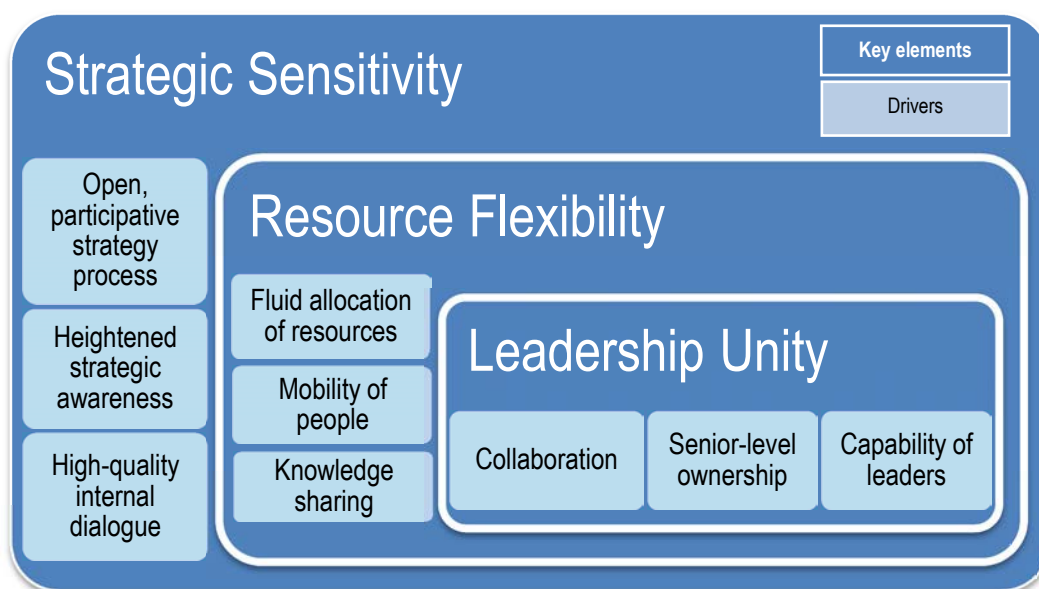 Strategic Sensitivity
Key elements
Drivers
Open,
participative
strategy
process
Heightened
strategic
awareness
High-quality
internal
dialogue
Resource Flexibility
Fluid allocation
of resources
Mobility of
people
Knowledge
sharing
Leadership Unity
Collaboration
Senior-level
ownership
Capability of
leaders